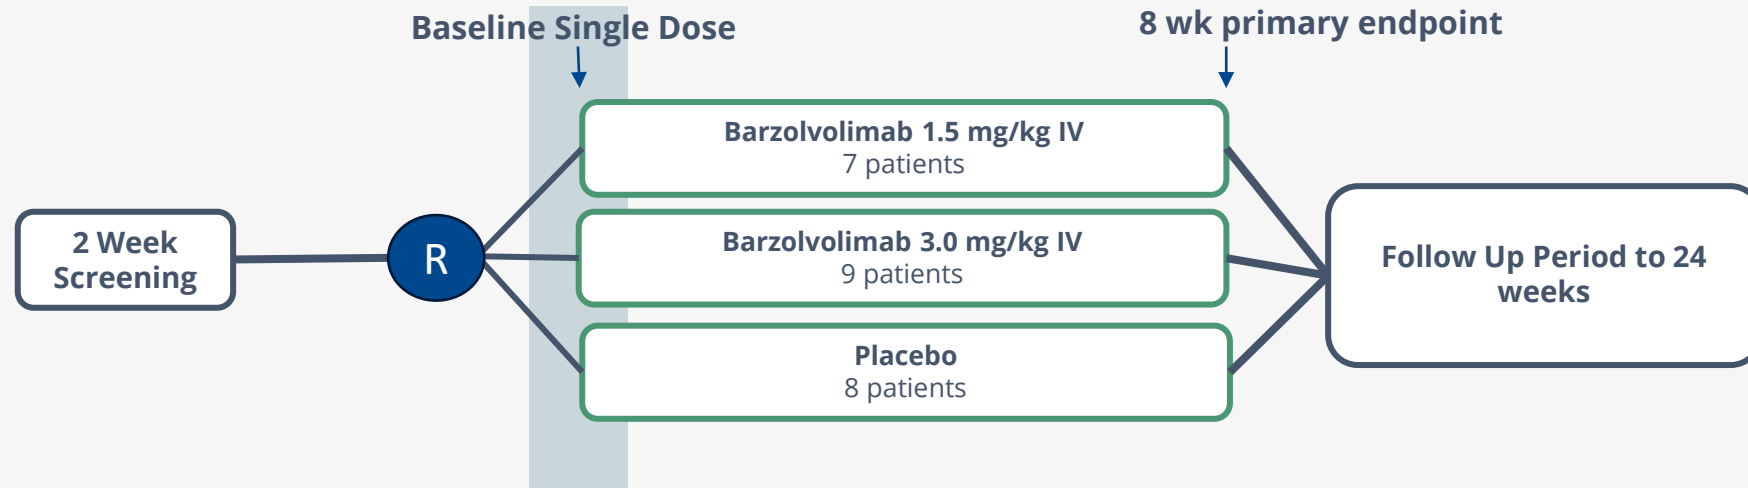 Baseline Single Dose
8 wk primary endpoint
2 Week
Screening
R
Barzolvolimab 1.5 mg/kg IV
7 patients
Barzolvolimab 3.0 mg/kg IV
9 patients
Placebo
8 patients
Follow Up Period to 24
weeks